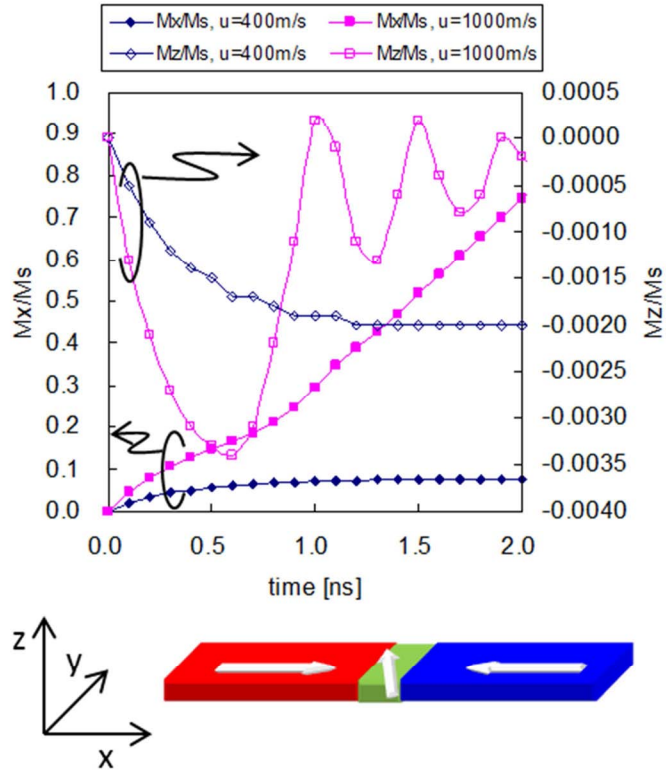 Mx/Ms, u=400m/s Mx/Ms, u=1000m/s
Mz/Ms, u=400m/s Mz/Ms, u=1000m/s
1.0 0.0005
0.9 0.0000
0.8 -0.0005
0.7 -0.0010
0.6 -0.0015
0.5 -0.0020
0.4 -0.0025
0.3 -0.0030
0.2 -0.0035
0.1 -0.0040
0.0
Mx/Ms
Mz/Ms
0.0 0.5 1.0 1.5 2.0
time [ns]
z
y
x